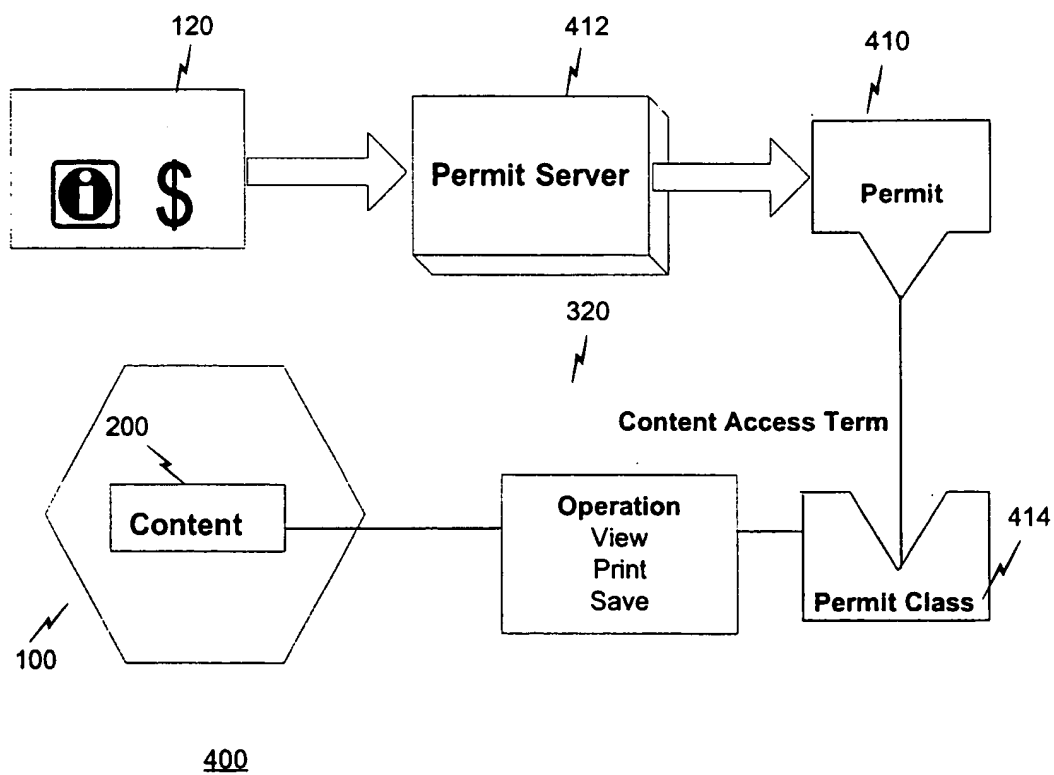 120
412
410
i $
Permit Server
Permit
320
Content Access Term
200
Content
Operation
View
Print
Save
414
Permit Class
100
400